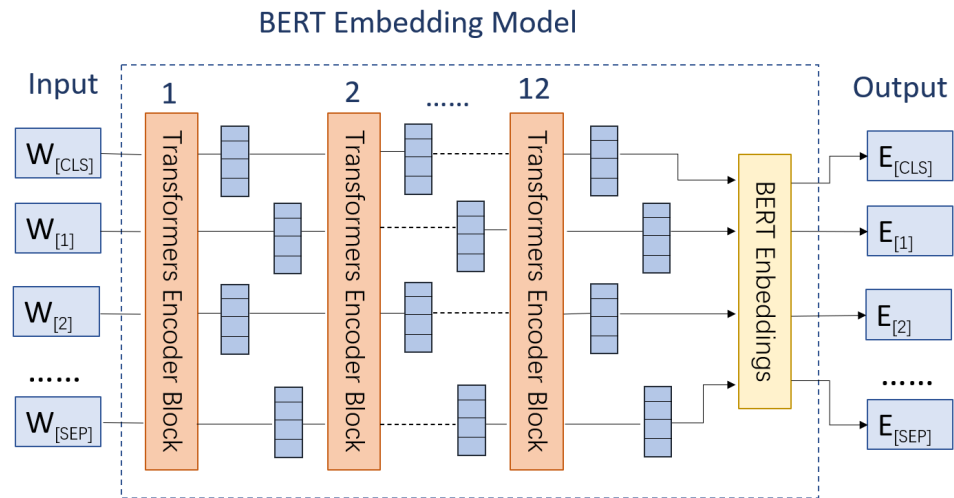 BERT Embedding Model
Input
1
2
......
12
Output
W[CLS]
W[1]
W[2]
......
W[SEP]
Transformers Encoder Block
Transformers Encoder Block
Transformers Encoder Block
BERT Enbeddings
E[CLS]
E[1]
E[2]
......
E[SEP]